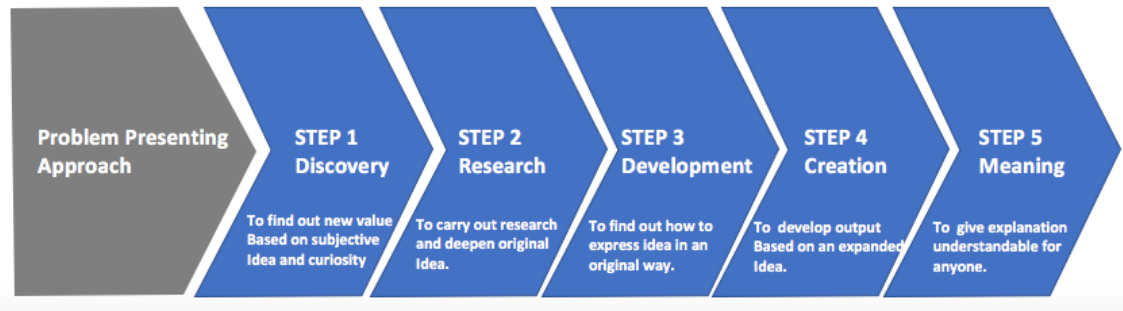 Problem Presenting
Approach
STEP 1
Discovery
To find out new value
Based on subjective
Idea and curiosity
STEP 2
Research
To carry out research
and deepen original
Idea.
STEP 3
Development
To find out how to
express idea in an
original way.
STEP 4
Creation
To develop output
Based on an expanded
Idea.
STEP 5
Meaning
To give explanation
understandable for
anyone.